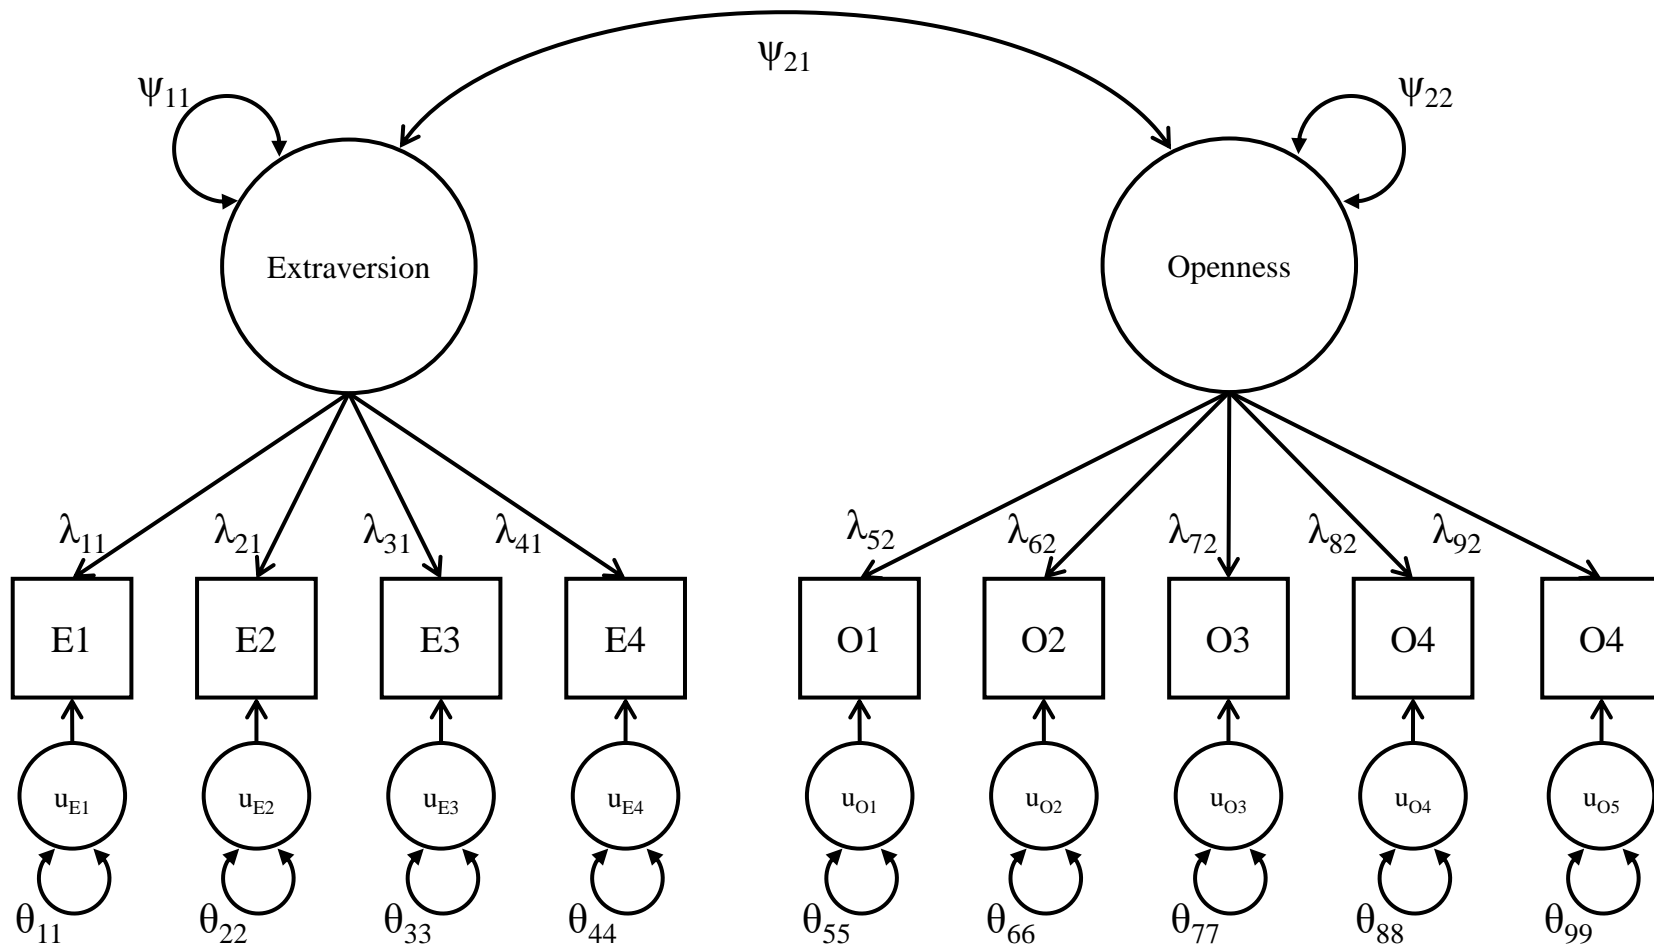 ψ21
ψ11
ψ22
Extraversion
Openness
λ11 λ21 λ31 λ41 λ52 λ62 λ72 λ82 λ92
E1 E2 E3 E4 O1 O2 O3 O4 O4
uE1 uE2 uE3 uE4 uO1 uO2 uO3 uO4 uO5
θ11 θ22 θ33 θ44 θ55 θ66 θ77 θ88 θ99